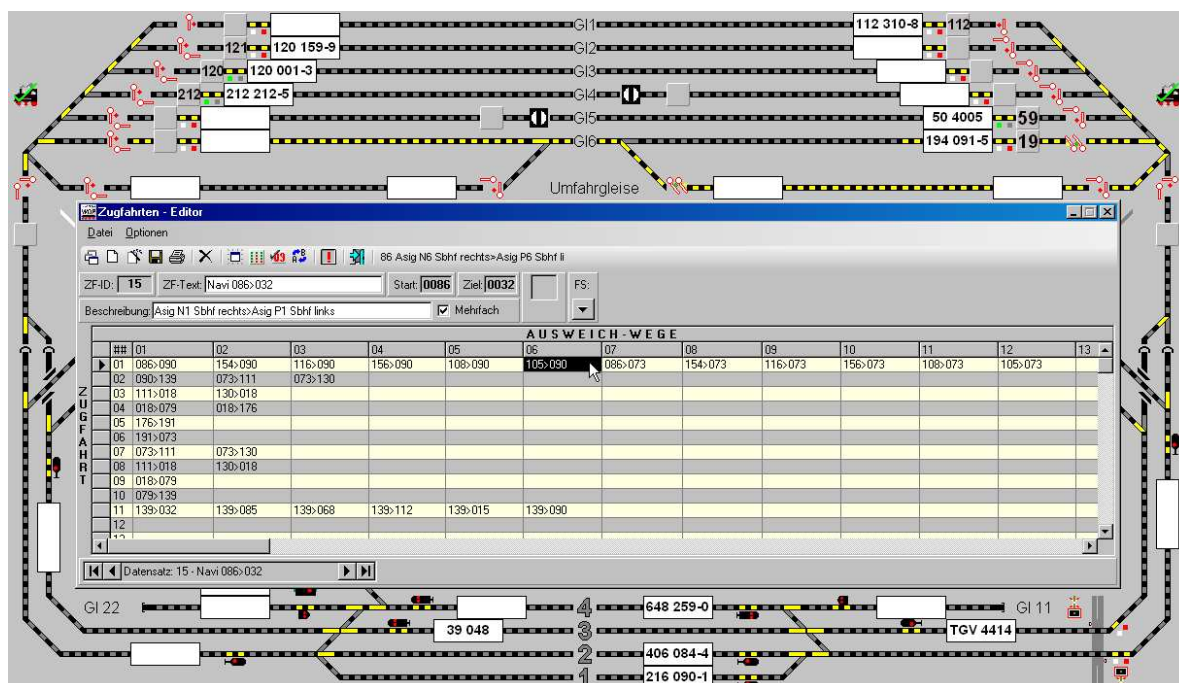 Gl1 112 310-8 112
121 120 159-9 Gl2
120 120 001-3 Gl3
212 212 212-5 Gl4
Gl5 50 4005 59
Gl6 194 091-5 19
Umfahrgleise
Zugfahrten - Editor
Datei Optionen
86 Asig N6 Sbhf rechts>Asig P6 Sbhf li
ZF-ID: 15 ZF-Text: Navi 086>032 Start: 0086 Ziel: 0032 FS:
Beschreibung: Asig N1 Sbhf rechts>Asig P1 Sbhf links Mehrfach
AUSWEICH-WEGE
ZUGFAHRT
## 01 02 03 04 05 06 07 08 09 10 11 12 13
01 086>090 154>090 116>090 156>090 108>090 105>090 086>073 154>073 116>073 156>073 108>073 105>073
02 090>139 073>111 073>130
03 111>018 130>018
04 018>079 018>176
05 176>191
06 191>073
07 073>111 073>130
08 111>018 130>018
09 018>079
10 079>139
11 139>032 139>085 139>068 139>112 139>015 139>090
12
Datensatz: 15 - Navi 086>032
Gl 22 4 648 259-0 Gl 11
39 048 3 TGV 4414
2 406 084-4
1 216 090-1